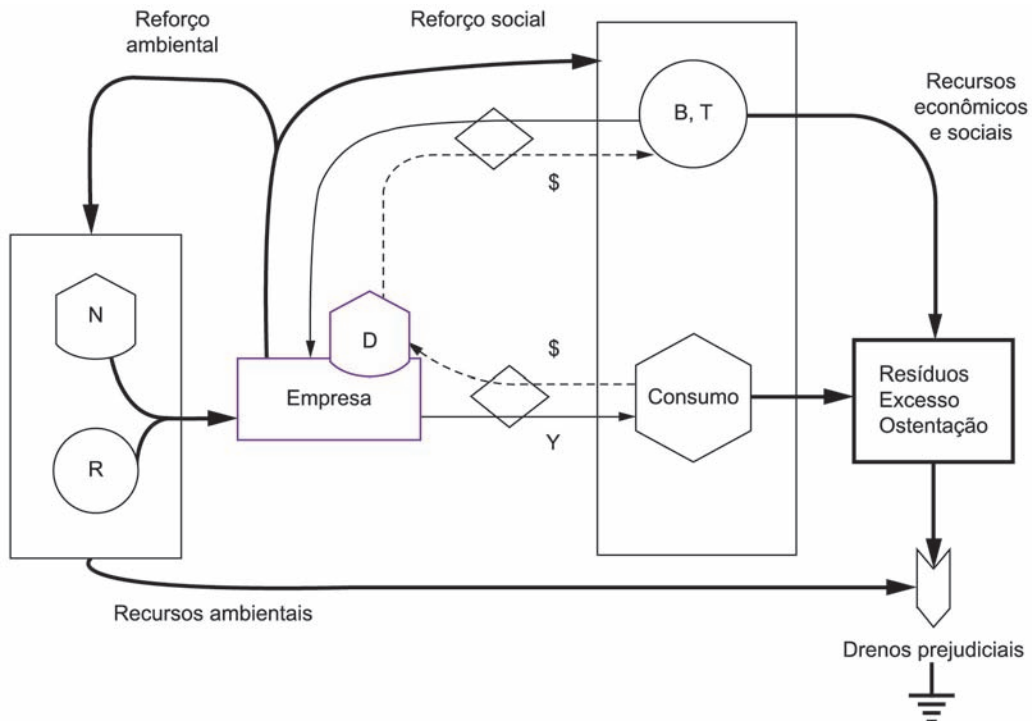 Reforço
ambiental
Reforço social
Recursos
econômicos
e sociais
B, T
$
N
D
$
Empresa
Consumo
Resíduos
Excesso
Ostentação
Y
R
Recursos ambientais
Drenos prejudiciais